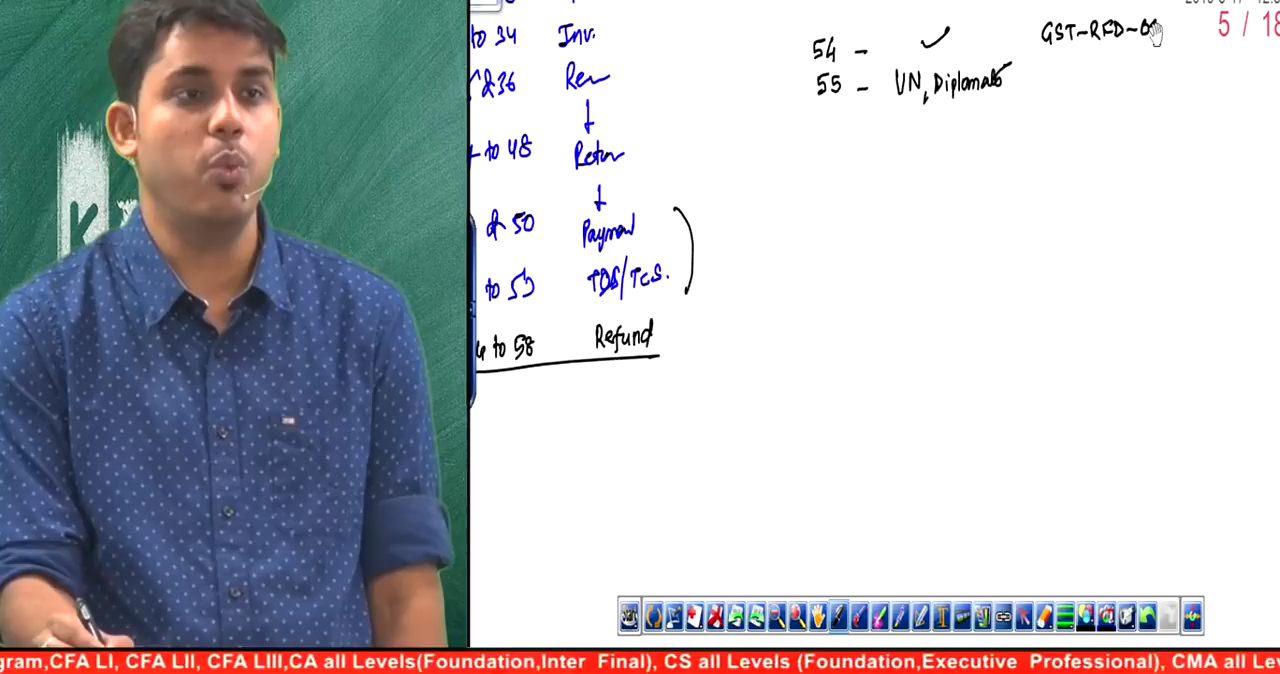 to 34 Inv.
& 36 Ren
to 48 Return
& 50 Payment
to 53 TDS/TCS.
to 58 Refund
54 -
55 - UN, Diplomats
GST-RFD-
5 / 18
K
gram,CFA LI, CFA LII, CFA LIII,CA all Levels(Foundation,Inter Final), CS all Levels (Foundation,Executive Professional), CMA all Le